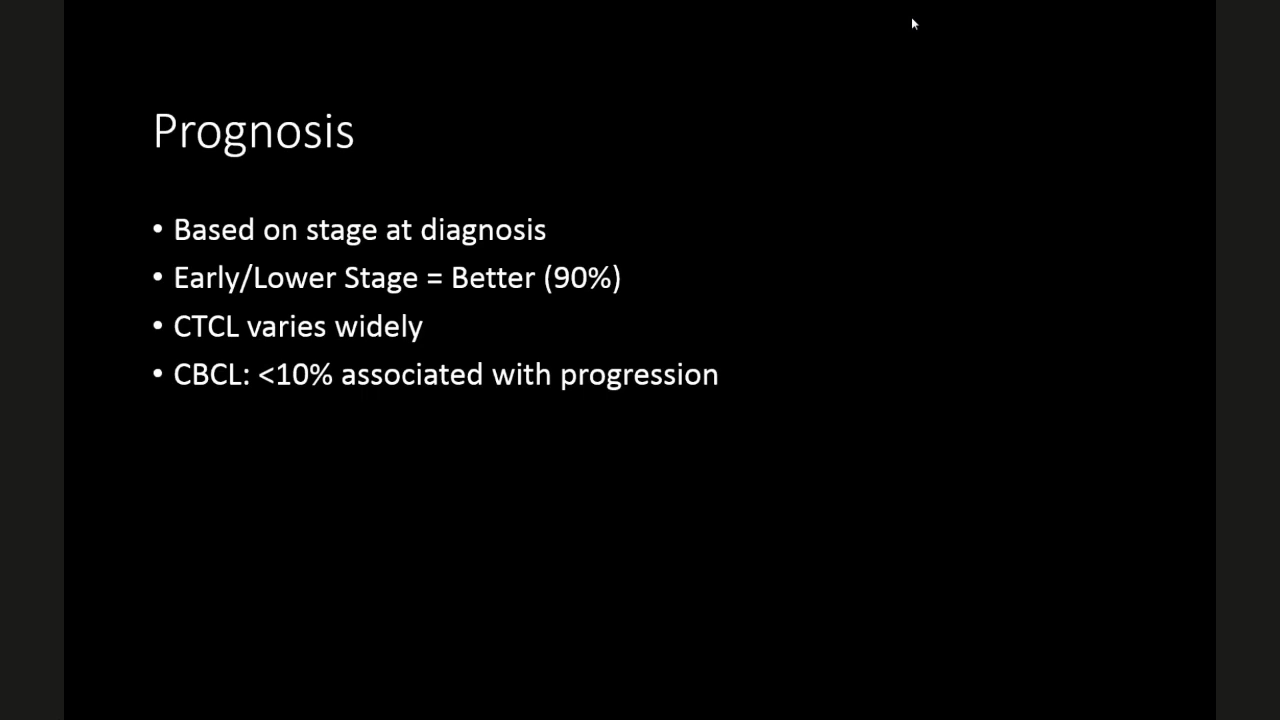 Prognosis
• Based on stage at diagnosis
• Early/Lower Stage = Better (90%)
• CTCL varies widely
• CBCL: <10% associated with progression